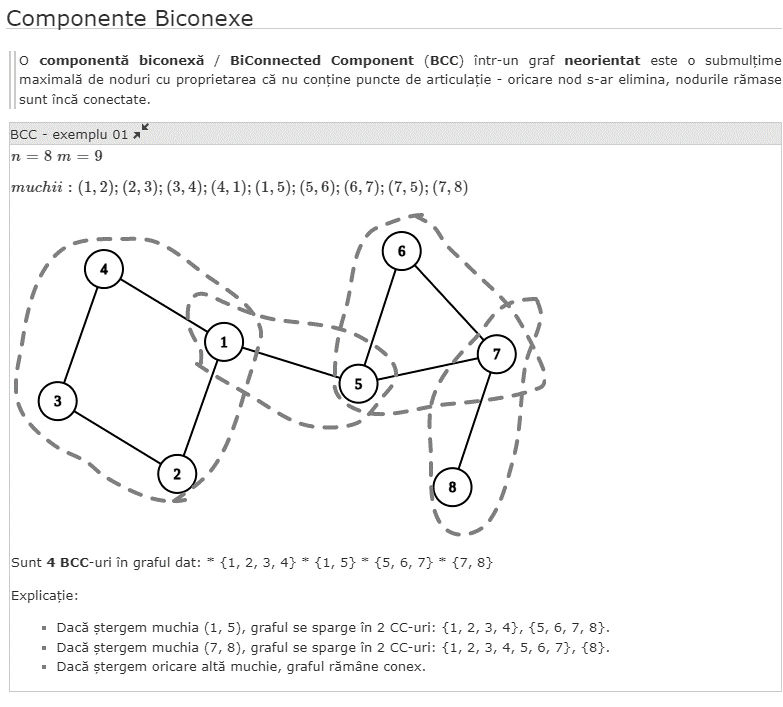 Componente Biconexe
O componentă biconexă / BiConnected Component (BCC) într-un graf neorientat este o submulțime
maximală de noduri cu proprietarea că nu conține puncte de articulație - oricare nod s-ar elimina, nodurile rămase
sunt încă conectate.
BCC - exemplu 01
n = 8 m = 9
muchii : (1, 2); (2, 3); (3, 4); (4, 1); (1, 5); (5, 6); (6, 7); (7, 5); (7, 8)
6
4
1
7
5
3
2
8
Sunt 4 BCC-uri în graful dat: * {1, 2, 3, 4} * {1, 5} * {5, 6, 7} * {7, 8}
Explicație:
Dacă ștergem muchia (1, 5), graful se sparge în 2 CC-uri: {1, 2, 3, 4}, {5, 6, 7, 8}.
Dacă ștergem muchia (7, 8), graful se sparge în 2 CC-uri: {1, 2, 3, 4, 5, 6, 7}, {8}.
Dacă ștergem oricare altă muchie, graful rămâne conex.